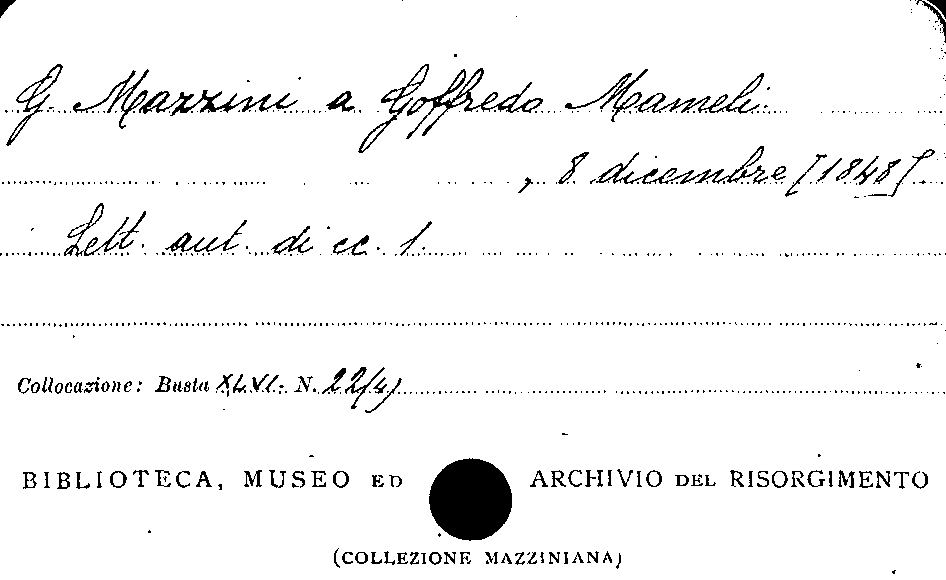 G. Mazzini a Goffredo Mameli.
, 8 dicembre [1848].
Lett. aut. di cc. 1.
Collocazione: Busta XLVI. N. 22(4)
BIBLIOTECA, MUSEO ED ARCHIVIO DEL RISORGIMENTO
(COLLEZIONE MAZZINIANA)